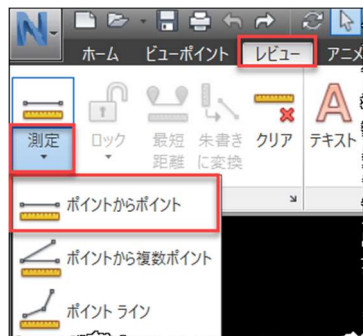 ホーム ビューポイント レビュー アニメ
測定 ロック 最短距離 朱書きに変換 クリア テキスト
ポイントからポイント
ポイントから複数ポイント
ポイント ライン